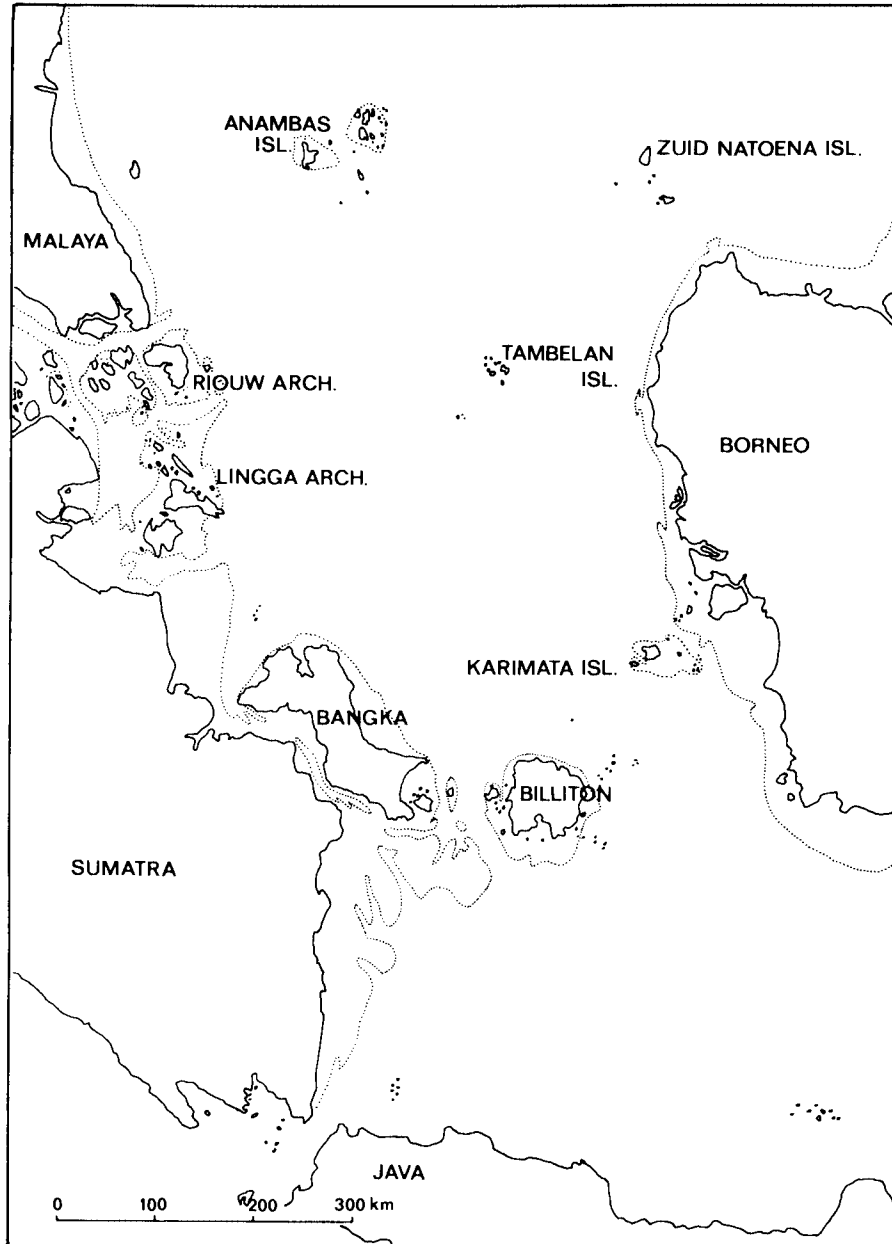 ANAMBAS
ISL.
ZUID NATOENA ISL.
MALAYA
TAMBELAN
ISL.
RIOUW ARCH.
BORNEO
LINGGA ARCH.
KARIMATA ISL.
BANGKA
BILLITON
SUMATRA
JAVA
0 100 200 300 km